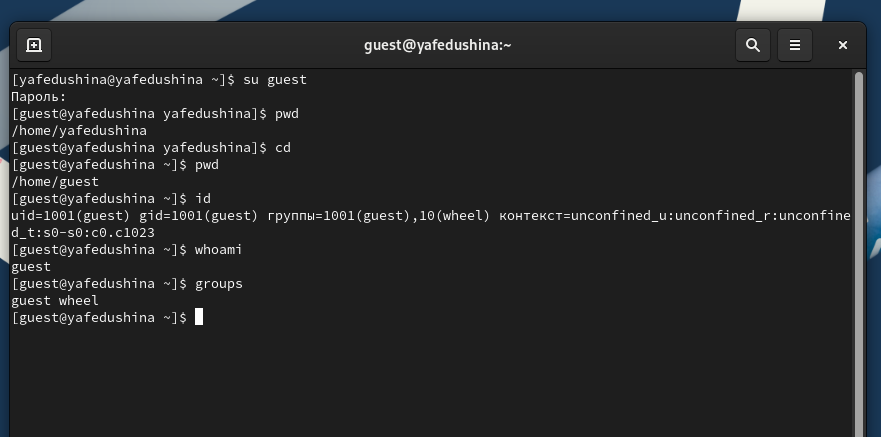 guest@yafedushina:~
[yafedushina@yafedushina ~]$ su guest
Пароль:
[guest@yafedushina yafedushina]$ pwd
/home/yafedushina
[guest@yafedushina yafedushina]$ cd
[guest@yafedushina ~]$ pwd
/home/guest
[guest@yafedushina ~]$ id
uid=1001(guest) gid=1001(guest) группы=1001(guest),10(wheel) контекст=unconfined_u:unconfined_r:unconfine
d_t:s0-s0:c0.c1023
[guest@yafedushina ~]$ whoami
guest
[guest@yafedushina ~]$ groups
guest wheel
[guest@yafedushina ~]$